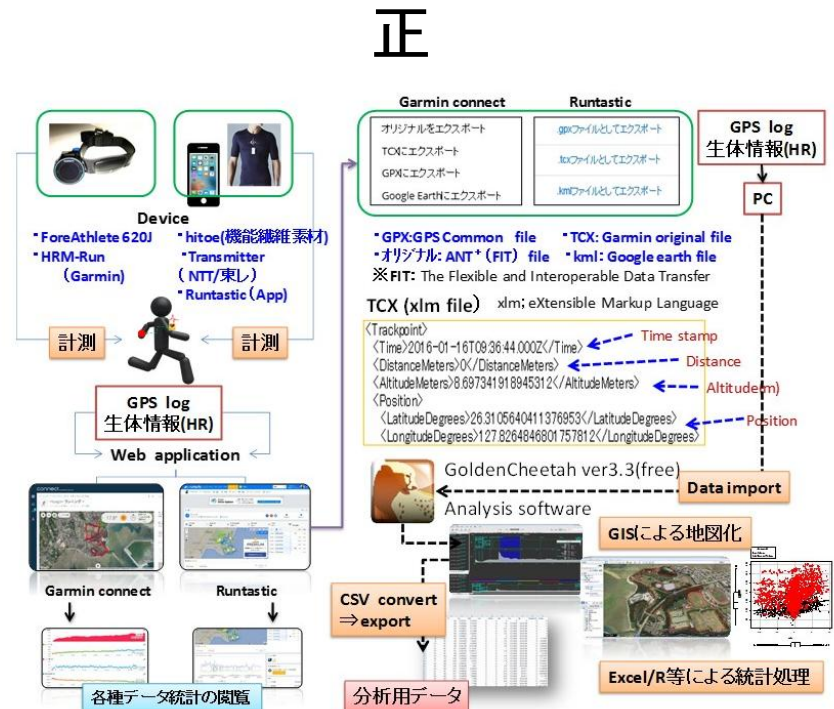 正
Device
・ForeAthlete 620J
・HRM-Run
（Garmin）
・hitoe(機能繊維素材)
・Transmitter
（NTT/東レ）
・Runtastic（App）
計測
計測
GPS log
生体情報(HR)
Web application
Garmin connect
Runtastic
各種データ統計の閲覧
Garmin connect
Runtastic
オリジナルをエクスポート
TCXにエクスポート
GPXにエクスポート
Google Earthにエクスポート
.gpxファイルとしてエクスポート
.tcxファイルとしてエクスポート
.kmlファイルとしてエクスポート
GPS log
生体情報(HR)
PC
・GPX:GPS Common file
・TCX: Garmin original file
・オリジナル: ANT⁺（FIT）file
・kml: Google earth file
※FIT: The Flexible and Interoperable Data Transfer
TCX (xlm file） xlm; eXtensible Markup Language
<Trackpoint>
<Time>2016-01-16T09:36:44.000Z</Time>
<DistanceMeters>0</DistanceMeters>
<AltitudeMeters>8.697341918945312</AltitudeMeters>
<Position>
<LatitudeDegrees>26.3105640411376953</LatitudeDegrees>
<LongitudeDegrees>127.8264846801757812</LongitudeDegrees>
Time stamp
Distance
Altitude(m)
Position
GoldenCheetah ver3.3(free)
Analysis software
Data import
CSV convert
⇒export
分析用データ
GISによる地図化
Excel/R等による統計処理